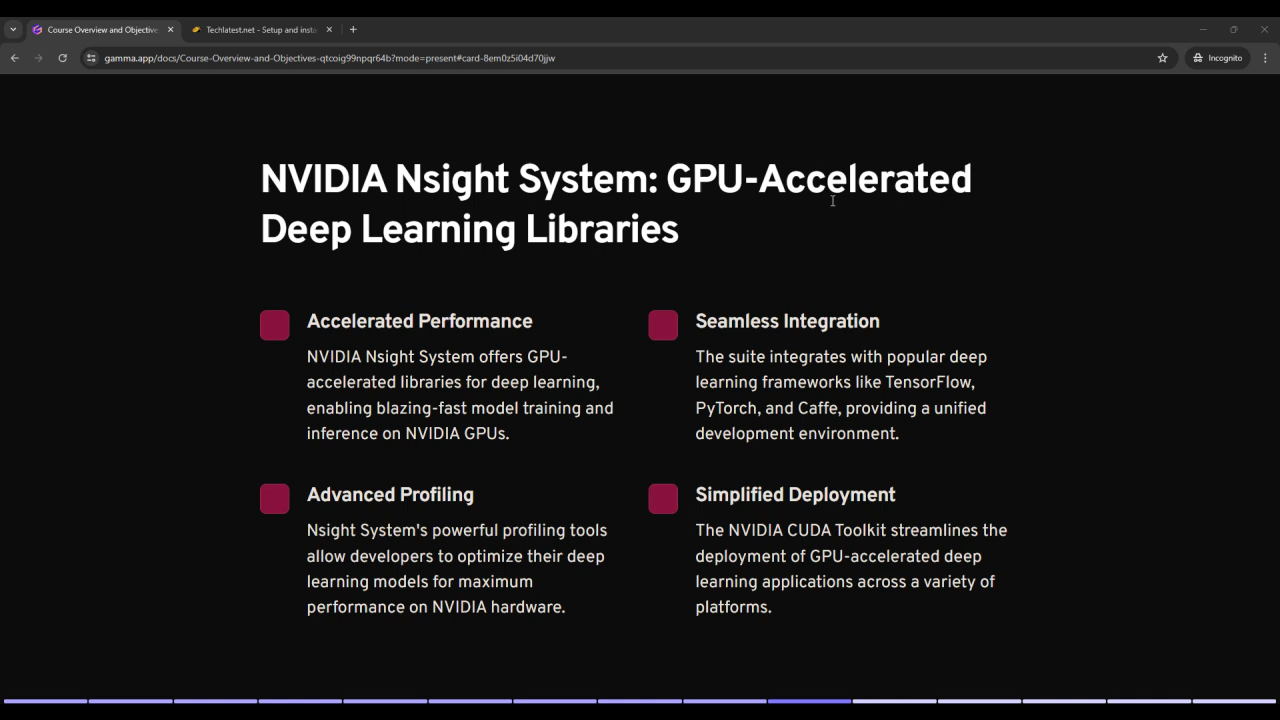 Course Overview and Objective
Techlatest.net - Setup and insta
gamma.app/docs/Course-Overview-and-Objectives-qtcoig99npqr64b?mode=present#card-8em0z5i04d70jjw
Incognito
NVIDIA Nsight System: GPU-Accelerated
Deep Learning Libraries
Accelerated Performance
NVIDIA Nsight System offers GPU-
accelerated libraries for deep learning,
enabling blazing-fast model training and
inference on NVIDIA GPUs.
Seamless Integration
The suite integrates with popular deep
learning frameworks like TensorFlow,
PyTorch, and Caffe, providing a unified
development environment.
Advanced Profiling
Nsight System's powerful profiling tools
allow developers to optimize their deep
learning models for maximum
performance on NVIDIA hardware.
Simplified Deployment
The NVIDIA CUDA Toolkit streamlines the
deployment of GPU-accelerated deep
learning applications across a variety of
platforms.